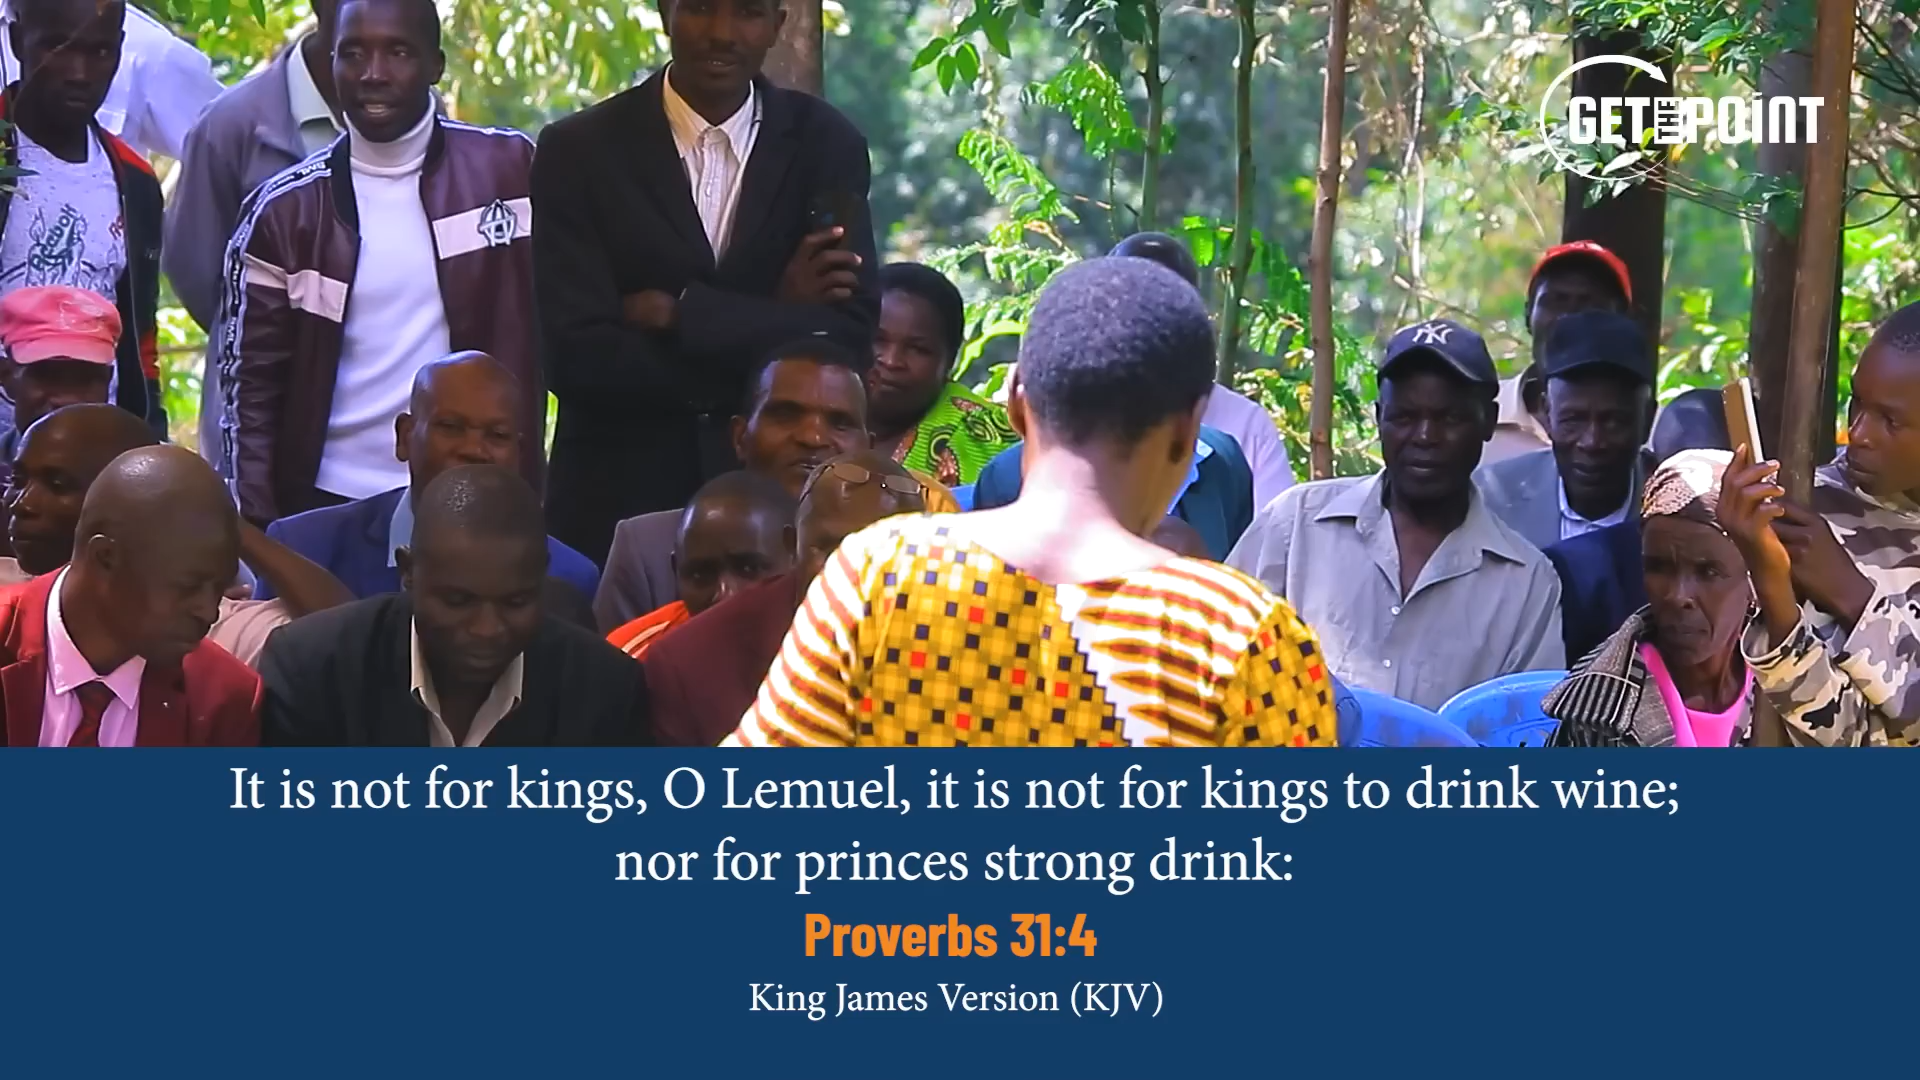 GET THE POINT
It is not for kings, O Lemuel, it is not for kings to drink wine;
nor for princes strong drink:
Proverbs 31:4
King James Version (KJV)
NY